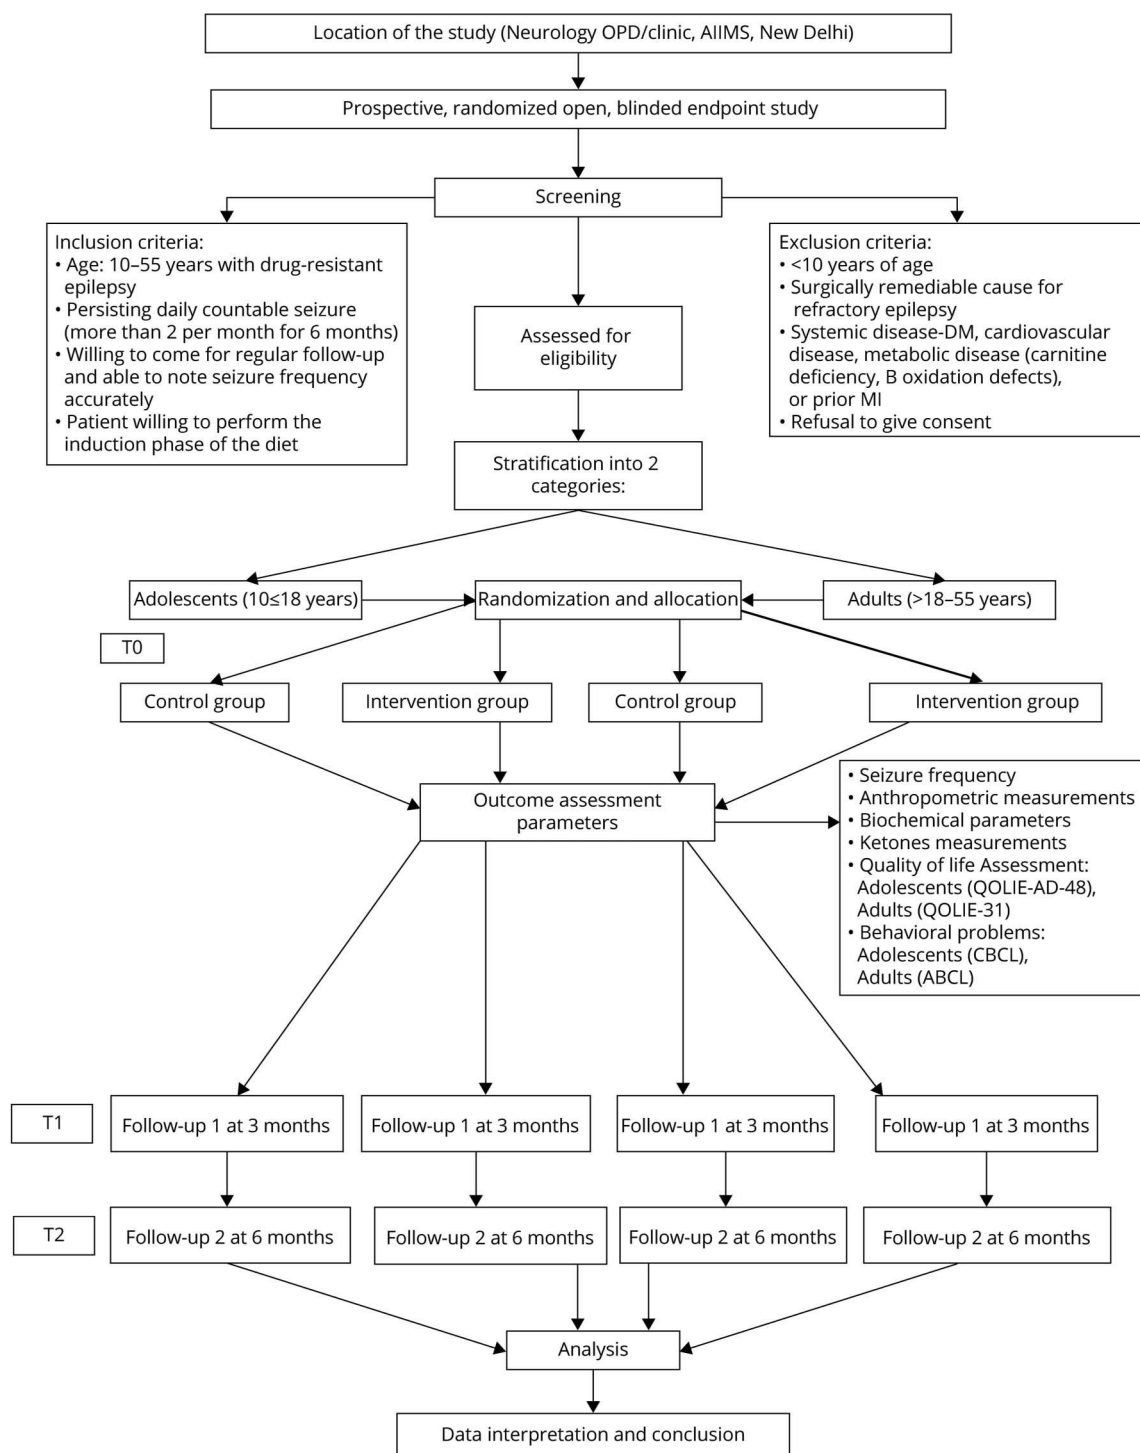 Location of the study (Neurology OPD/clinic, AIIMS, New Delhi)
Prospective, randomized open, blinded endpoint study
Screening
Inclusion criteria:
• Age: 10–55 years with drug-resistant
epilepsy
• Persisting daily countable seizure
(more than 2 per month for 6 months)
• Willing to come for regular follow-up
and able to note seizure frequency
accurately
• Patient willing to perform the
induction phase of the diet
Assessed for
eligibility
Exclusion criteria:
• <10 years of age
• Surgically remediable cause for
refractory epilepsy
• Systemic disease-DM, cardiovascular
disease, metabolic disease (carnitine
deficiency, B oxidation defects),
or prior MI
• Refusal to give consent
Stratification into 2
categories:
Adolescents (10≤18 years)
Randomization and allocation
Adults (>18–55 years)
T0
Control group
Intervention group
Control group
Intervention group
Outcome assessment
parameters
• Seizure frequency
• Anthropometric measurements
• Biochemical parameters
• Ketones measurements
• Quality of life Assessment:
Adolescents (QOLIE-AD-48),
Adults (QOLIE-31)
• Behavioral problems:
Adolescents (CBCL),
Adults (ABCL)
T1
Follow-up 1 at 3 months
Follow-up 1 at 3 months
Follow-up 1 at 3 months
Follow-up 1 at 3 months
T2
Follow-up 2 at 6 months
Follow-up 2 at 6 months
Follow-up 2 at 6 months
Follow-up 2 at 6 months
Analysis
Data interpretation and conclusion